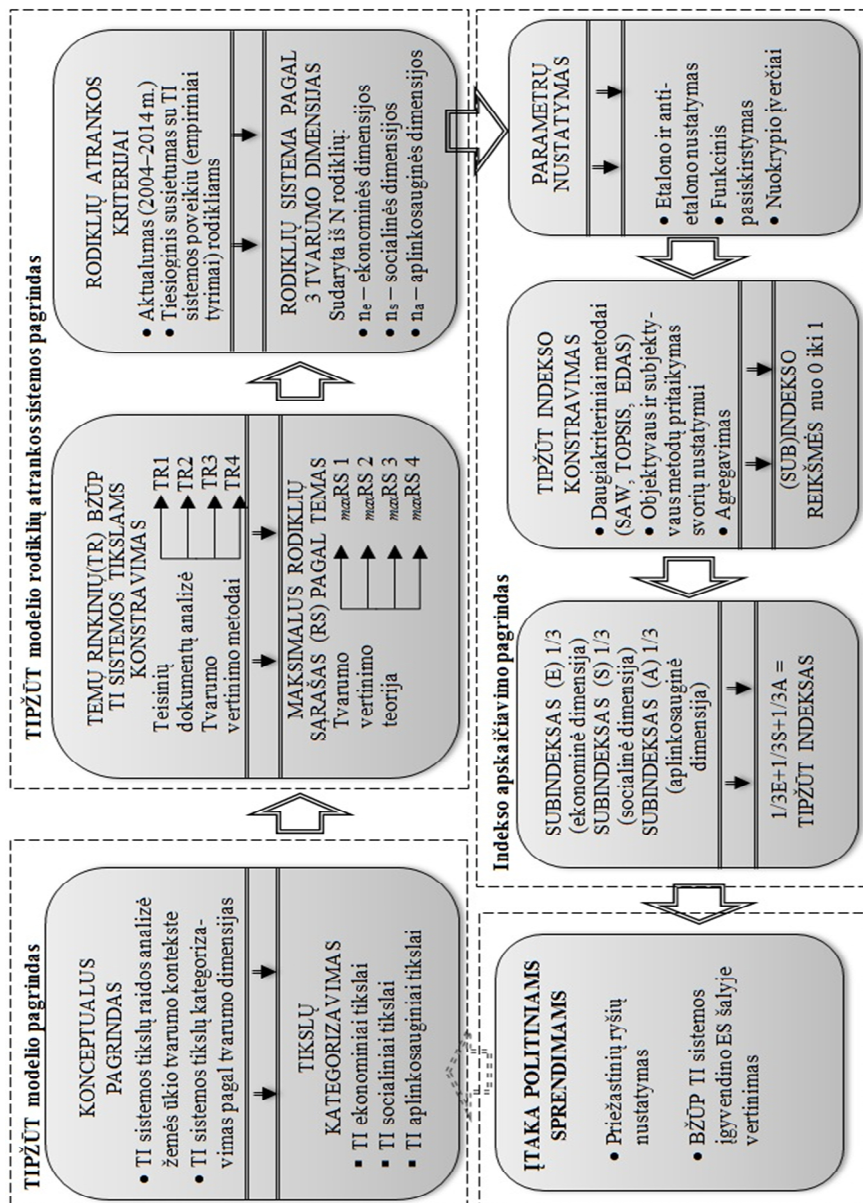 TIPŽŪT modelio pagrindas
KONCEPTUALUS
PAGRINDAS
• TI sistemos tikslų raidos analizė
žemės ūkio tvarumo kontekste
• TI sistemos tikslų kategoriza-
vimas pagal tvarumo dimensijas
TIKSLŲ
KATEGORIZAVIMAS
▪ TI ekonominiai tikslai
▪ TI socialiniai tikslai
▪ TI aplinkosauginiai tikslai
TIPŽŪT modelio rodiklių atrankos sistemos pagrindas
TEMŲ RINKINIŲ(TR) BŽŪP
TI SISTEMOS TIKSLAMS
KONSTRAVIMAS
Teisinių
dokumentų analizė
Tvarumo
vertinimo metodai
TR1
TR2
TR3
TR4
MAKSIMALUS RODIKLIŲ
SĄRAŠAS (RS) PAGAL TEMAS
Tvarumo
vertinimo
teorija
maxRS 1
maxRS 2
maxRS 3
maxRS 4
RODIKLIŲ ATRANKOS
KRITERIJAI
• Aktualumas (2004–2014 m.)
• Tiesioginis susietumas su TI
sistemos poveikiu (empiriniai
tyrimai) rodikliams
RODIKLIŲ SISTEMA PAGAL
3 TVARUMO DIMENSIJAS
Sudaryta iš N rodiklių:
• ne – ekonominės dimensijos
• ns – socialinės dimensijos
• na – aplinkosauginės dimensijos
ĮTAKA POLITINIAMS
SPRENDIMAMS
• Priežastinių ryšių
nustatymas
• BŽŪP TI sistemos
įgyvendino ES šalyje
vertinimas
Indekso apskaičiavimo pagrindas
SUBINDEKSAS (E) 1/3
(ekonominė dimensija)
SUBINDEKSAS (S) 1/3
(socialinė dimensija)
SUBINDEKSAS (A) 1/3
(aplinkosauginė
dimensija)
1/3E+1/3S+1/3A =
TIPŽŪT INDEKSAS
TIPŽŪT INDEKSO
KONSTRAVIMAS
• Daugiakriteriniai metodai
(SAW, TOPSIS, EDAS)
• Objektyvaus ir subjekty-
vaus metodų pritaikymas
svorių nustatymui
• Agregavimas
(SUB)INDEKSO
REIKŠMĖS nuo 0 iki 1
PARAMETRŲ
NUSTATYMAS
• Etalono ir anti-
etalono nustatymas
• Funkcinis
pasiskirstymas
• Nuokrypio įverčiai